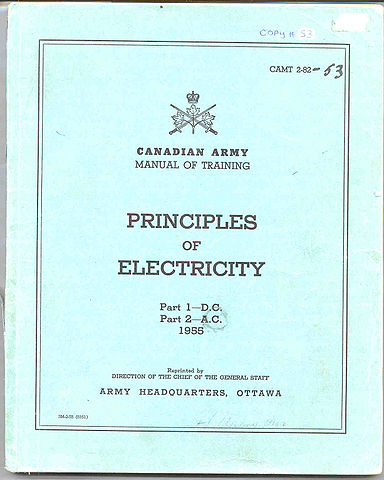 COPY # 53
CAMT 2-82-53
CANADIAN ARMY
MANUAL OF TRAINING
PRINCIPLES
OF
ELECTRICITY
Part 1—D.C.
Part 2—A.C.
1955
Reprinted by
DIRECTION OF THE CHIEF OF THE GENERAL STAFF
ARMY HEADQUARTERS, OTTAWA